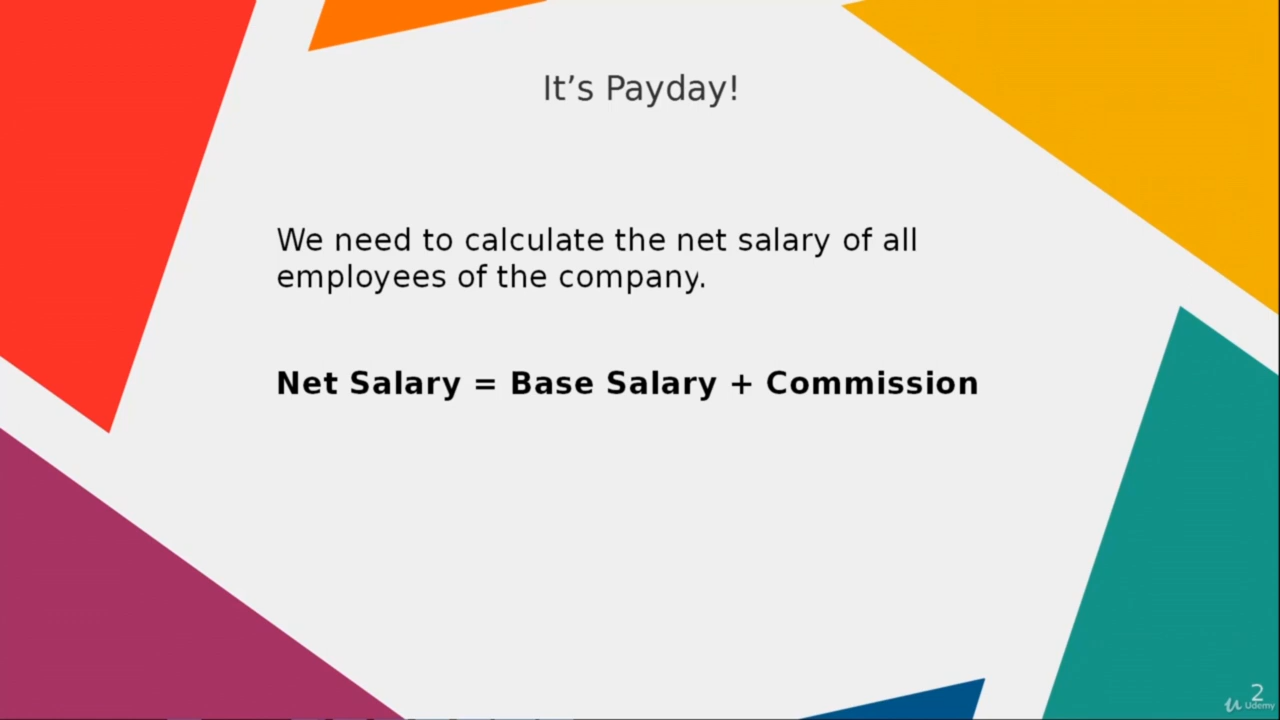 It’s Payday!
We need to calculate the net salary of all
employees of the company.
Net Salary = Base Salary + Commission
2
Udemy